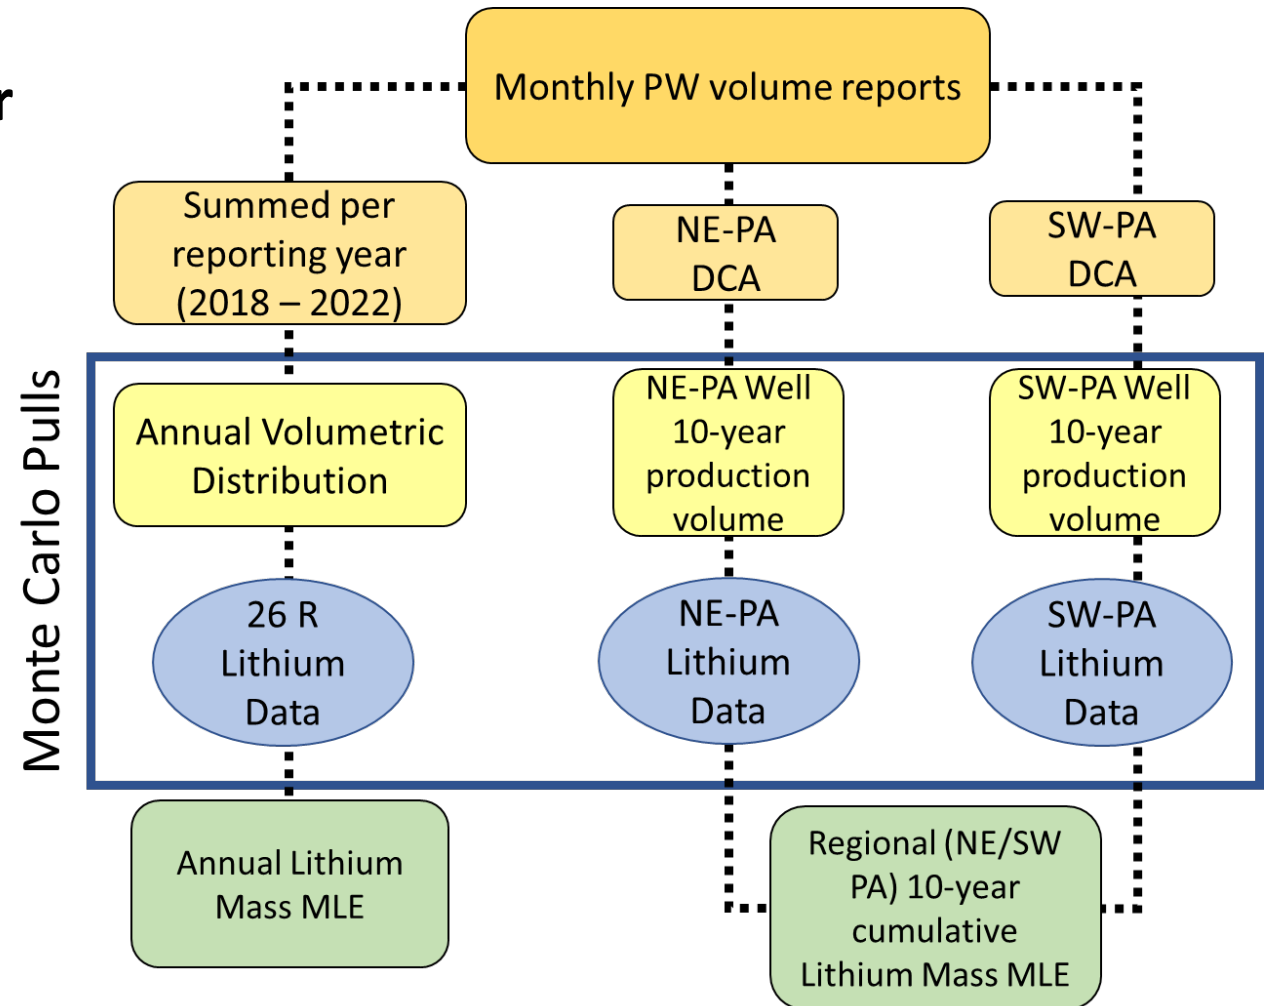 r
Monthly PW volume reports
Summed per
reporting year
(2018 – 2022)
NE-PA
DCA
SW-PA
DCA
Monte Carlo Pulls
Annual Volumetric
Distribution
NE-PA Well
10-year
production
volume
SW-PA Well
10-year
production
volume
26 R
Lithium
Data
NE-PA
Lithium
Data
SW-PA
Lithium
Data
Annual Lithium
Mass MLE
Regional (NE/SW
PA) 10-year
cumulative
Lithium Mass MLE